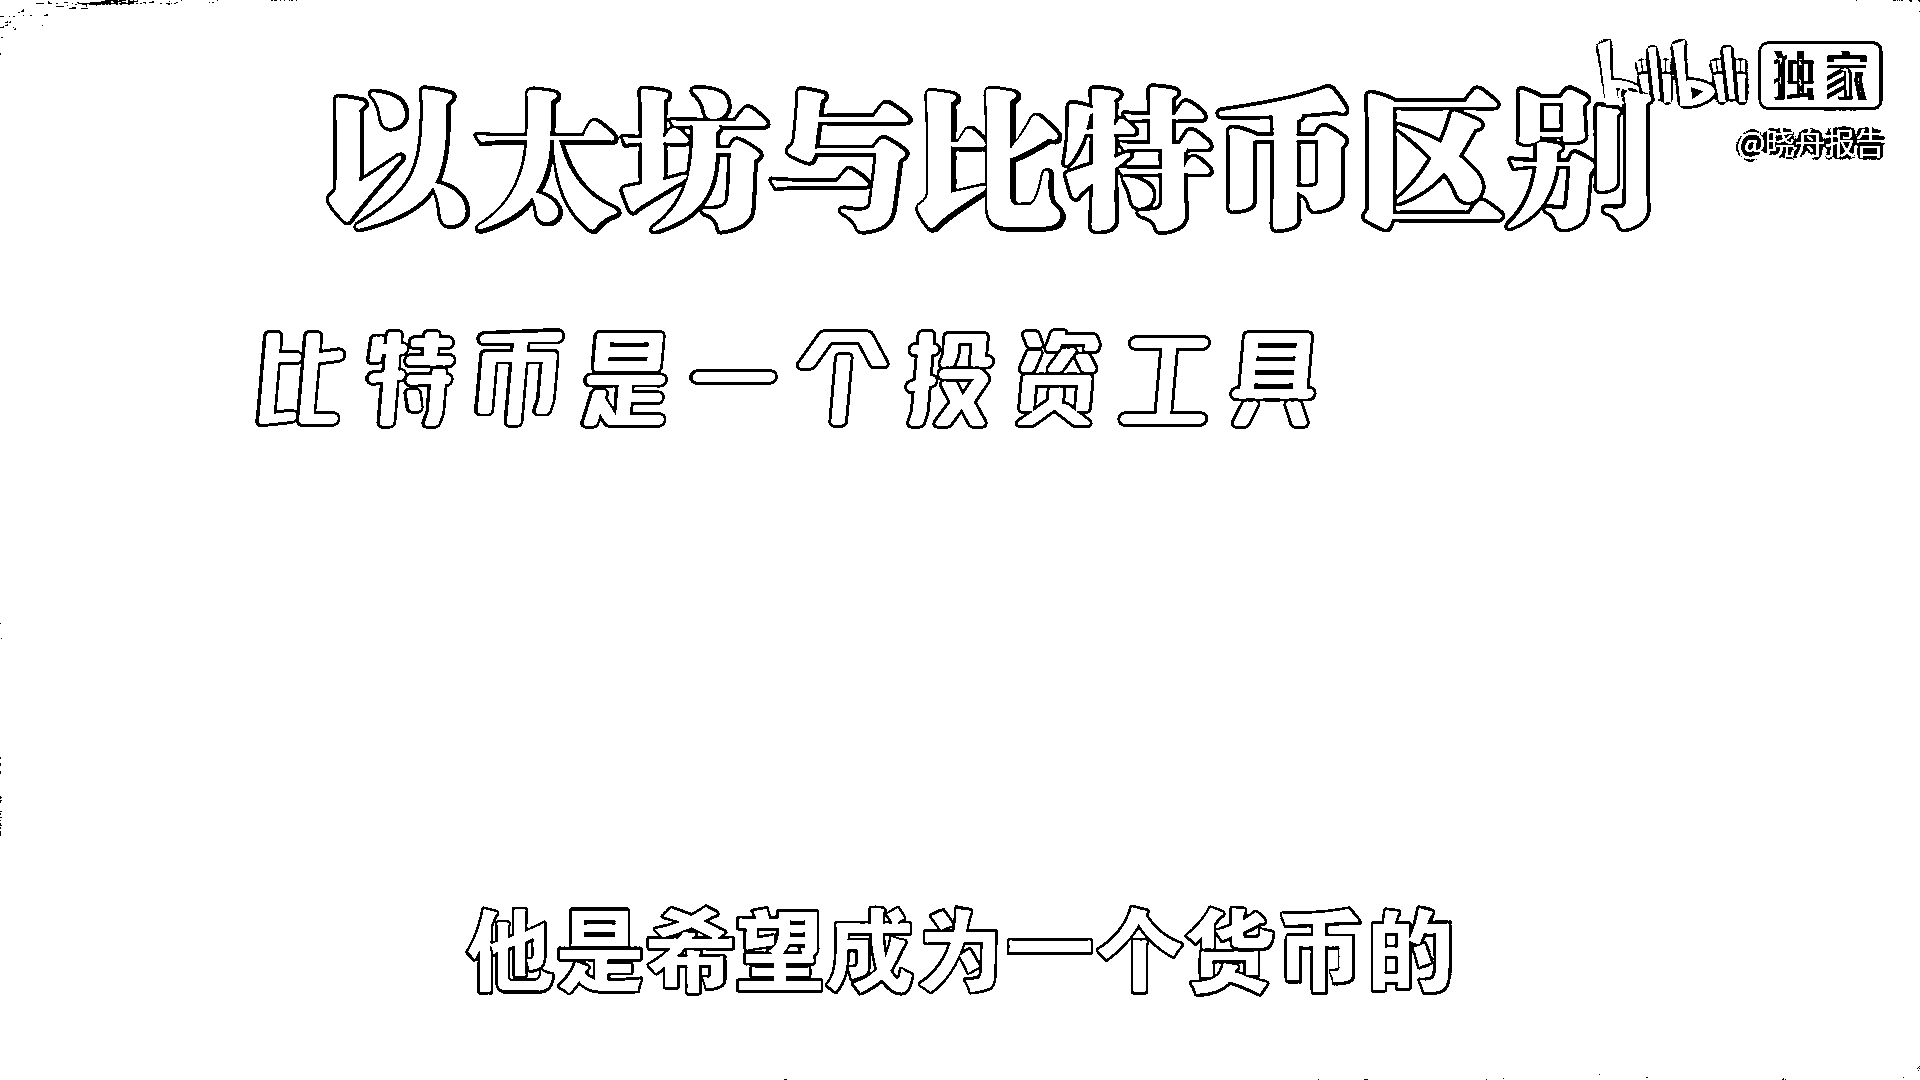 bilibili 独家
@晓舟报告
以太坊与比特币区别
比特币是一个投资工具
他是希望成为一个货币的